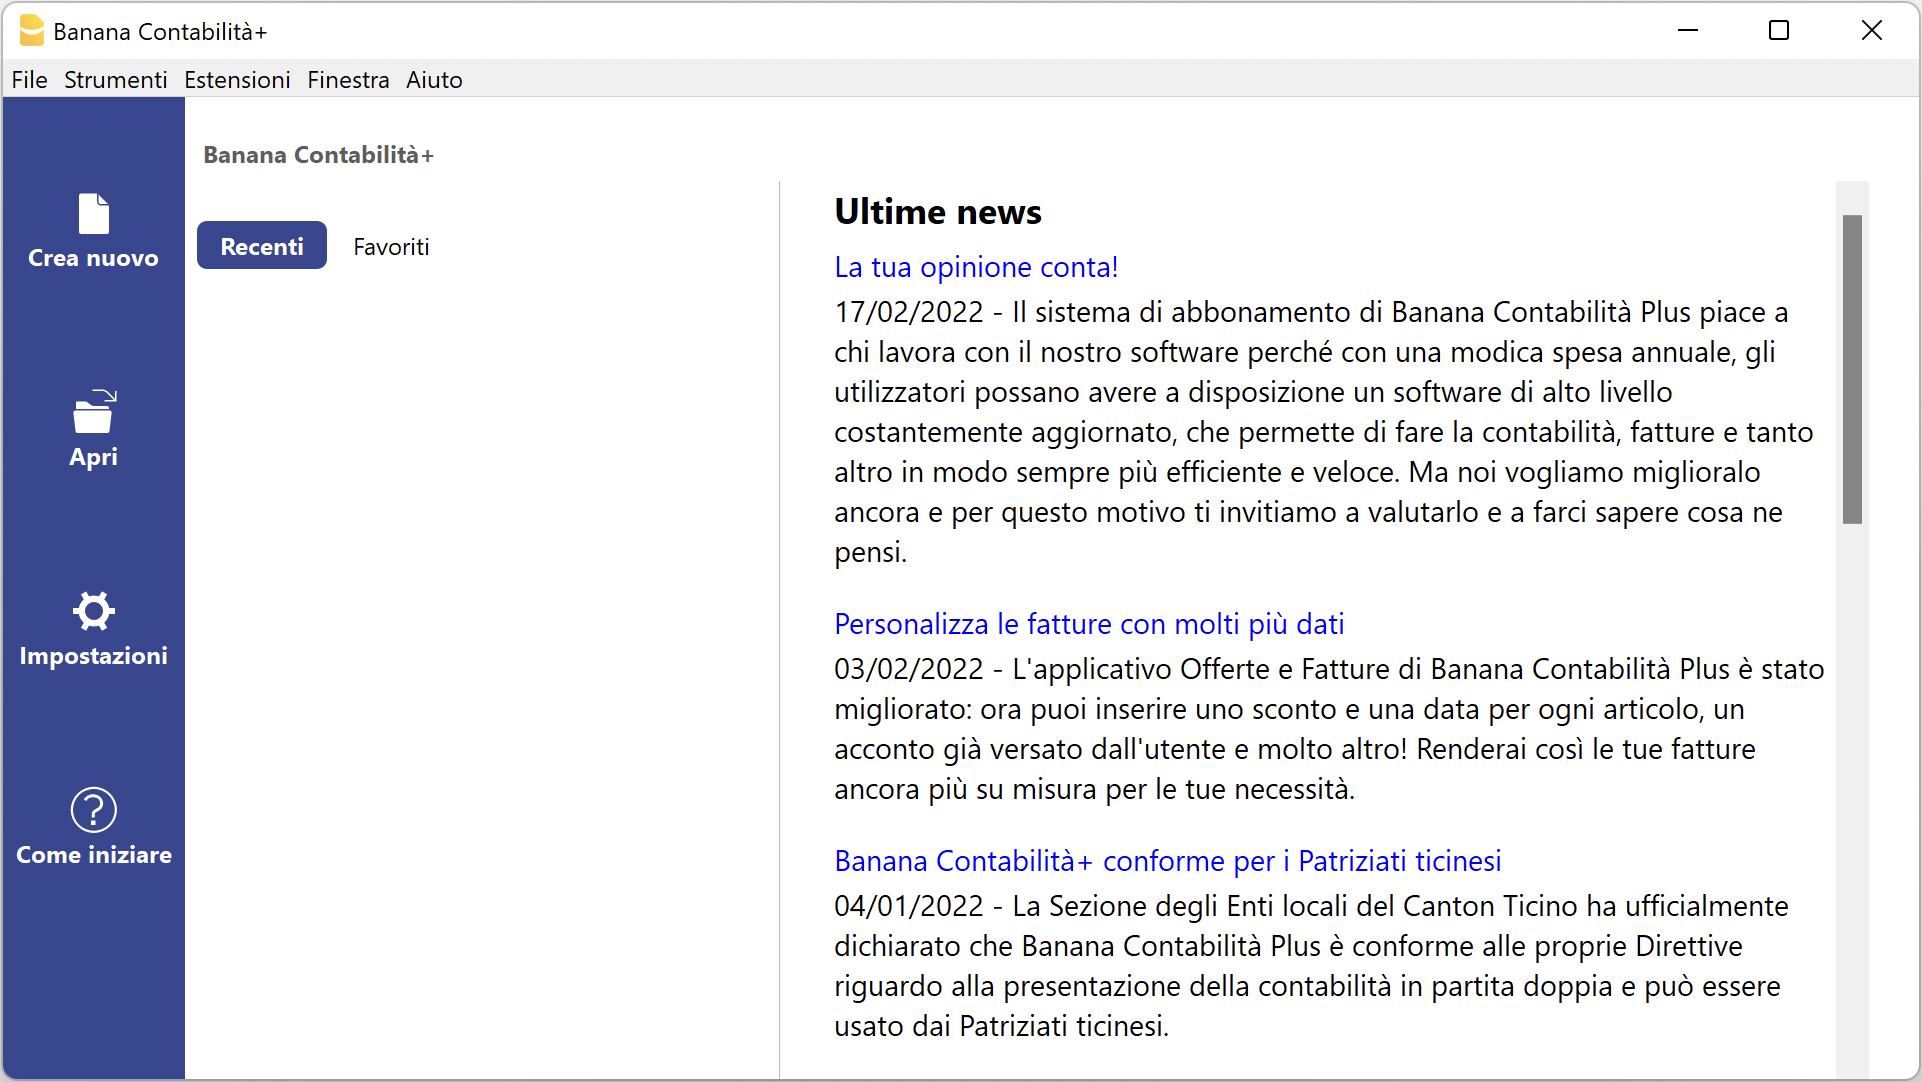 Banana Contabilità+
File Strumenti Estensioni Finestra Aiuto
Crea nuovo
Apri
Impostazioni
Come iniziare
Banana Contabilità+
Recenti Favoriti
Ultime news
La tua opinione conta!
17/02/2022 - Il sistema di abbonamento di Banana Contabilità Plus piace a
chi lavora con il nostro software perché con una modica spesa annuale, gli
utilizzatori possano avere a disposizione un software di alto livello
costantemente aggiornato, che permette di fare la contabilità, fatture e tanto
altro in modo sempre più efficiente e veloce. Ma noi vogliamo miglioralo
ancora e per questo motivo ti invitiamo a valutarlo e a farci sapere cosa ne
pensi.
Personalizza le fatture con molti più dati
03/02/2022 - L'applicativo Offerte e Fatture di Banana Contabilità Plus è stato
migliorato: ora puoi inserire uno sconto e una data per ogni articolo, un
acconto già versato dall'utente e molto altro! Renderai così le tue fatture
ancora più su misura per le tue necessità.
Banana Contabilità+ conforme per i Patriziati ticinesi
04/01/2022 - La Sezione degli Enti locali del Canton Ticino ha ufficialmente
dichiarato che Banana Contabilità Plus è conforme alle proprie Direttive
riguardo alla presentazione della contabilità in partita doppia e può essere
usato dai Patriziati ticinesi.